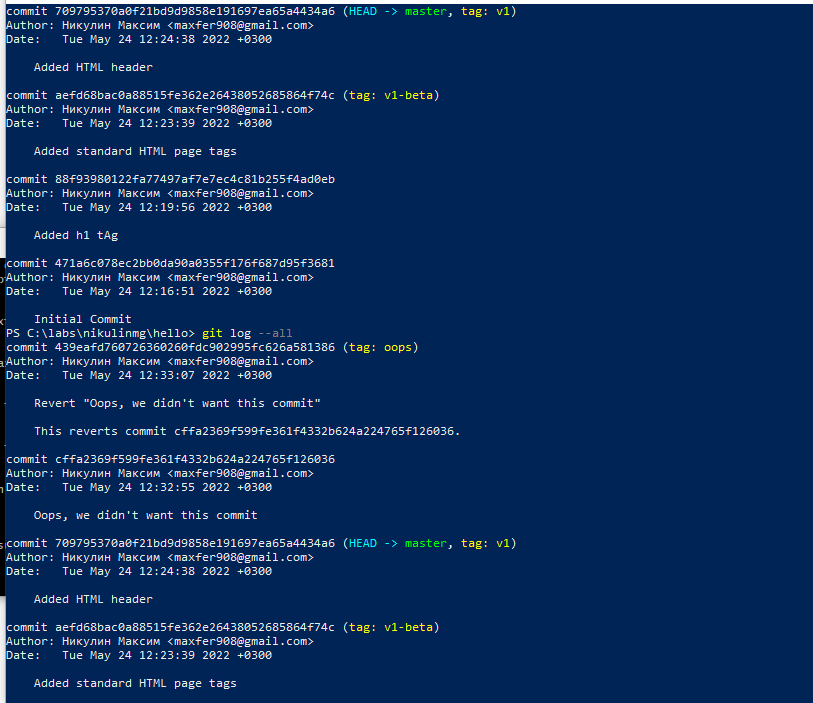 commit 709795370a0f21bd9d9858e191697ea65a4434a6 (HEAD -> master, tag: v1)
Author: Никулин Максим <maxfer908@gmail.com>
Date:   Tue May 24 12:24:38 2022 +0300
Added HTML header
commit aefd68bac0a88515fe362e26438052685864f74c (tag: v1-beta)
Author: Никулин Максим <maxfer908@gmail.com>
Date:   Tue May 24 12:23:39 2022 +0300
Added standard HTML page tags
commit 88f93980122fa77497af7e7ec4c81b255f4ad0eb
Author: Никулин Максим <maxfer908@gmail.com>
Date:   Tue May 24 12:19:56 2022 +0300
Added h1 tAg
commit 471a6c078ec2bb0da90a0355f176f687d95f3681
Author: Никулин Максим <maxfer908@gmail.com>
Date:   Tue May 24 12:16:51 2022 +0300
Initial Commit
PS C:\labs\nikulinmg\hello> git log --all
commit 439eafd760726360260fdc902995fc626a581386 (tag: oops)
Author: Никулин Максим <maxfer908@gmail.com>
Date:   Tue May 24 12:33:07 2022 +0300
Revert "Oops, we didn't want this commit"
This reverts commit cffa2369f599fe361f4332b624a224765f126036.
commit cffa2369f599fe361f4332b624a224765f126036
Author: Никулин Максим <maxfer908@gmail.com>
Date:   Tue May 24 12:32:55 2022 +0300
Oops, we didn't want this commit
commit 709795370a0f21bd9d9858e191697ea65a4434a6 (HEAD -> master, tag: v1)
Author: Никулин Максим <maxfer908@gmail.com>
Date:   Tue May 24 12:24:38 2022 +0300
Added HTML header
commit aefd68bac0a88515fe362e26438052685864f74c (tag: v1-beta)
Author: Никулин Максим <maxfer908@gmail.com>
Date:   Tue May 24 12:23:39 2022 +0300
Added standard HTML page tags